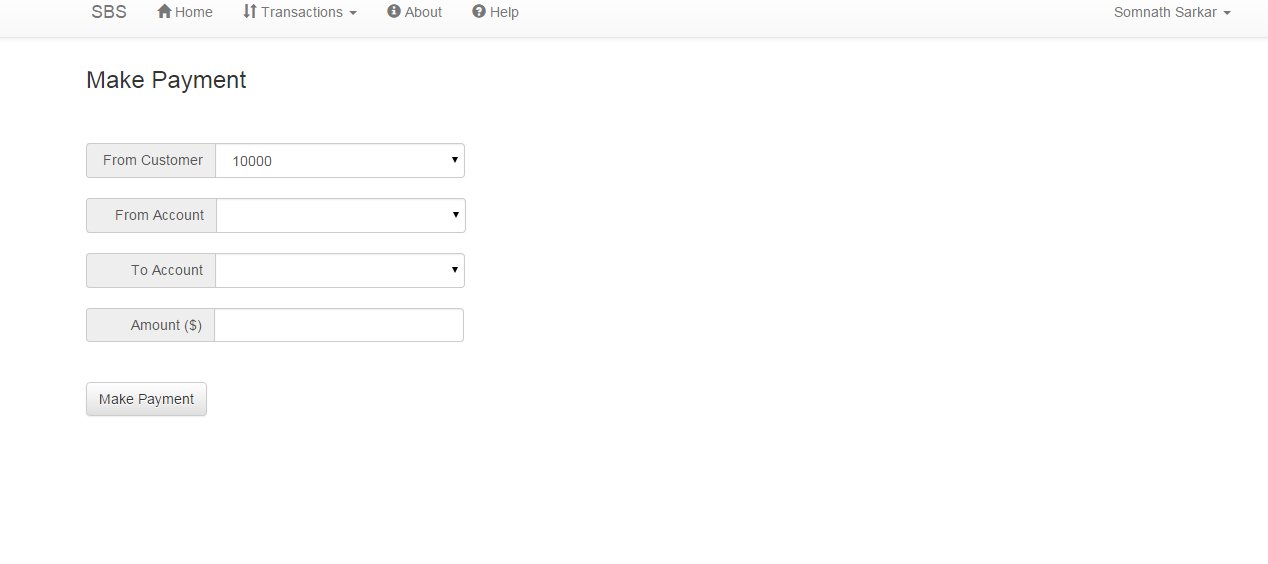 SBS Home Transactions About Help Somnath Sarkar
Make Payment
From Customer 10000
From Account
To Account
Amount ($)
Make Payment